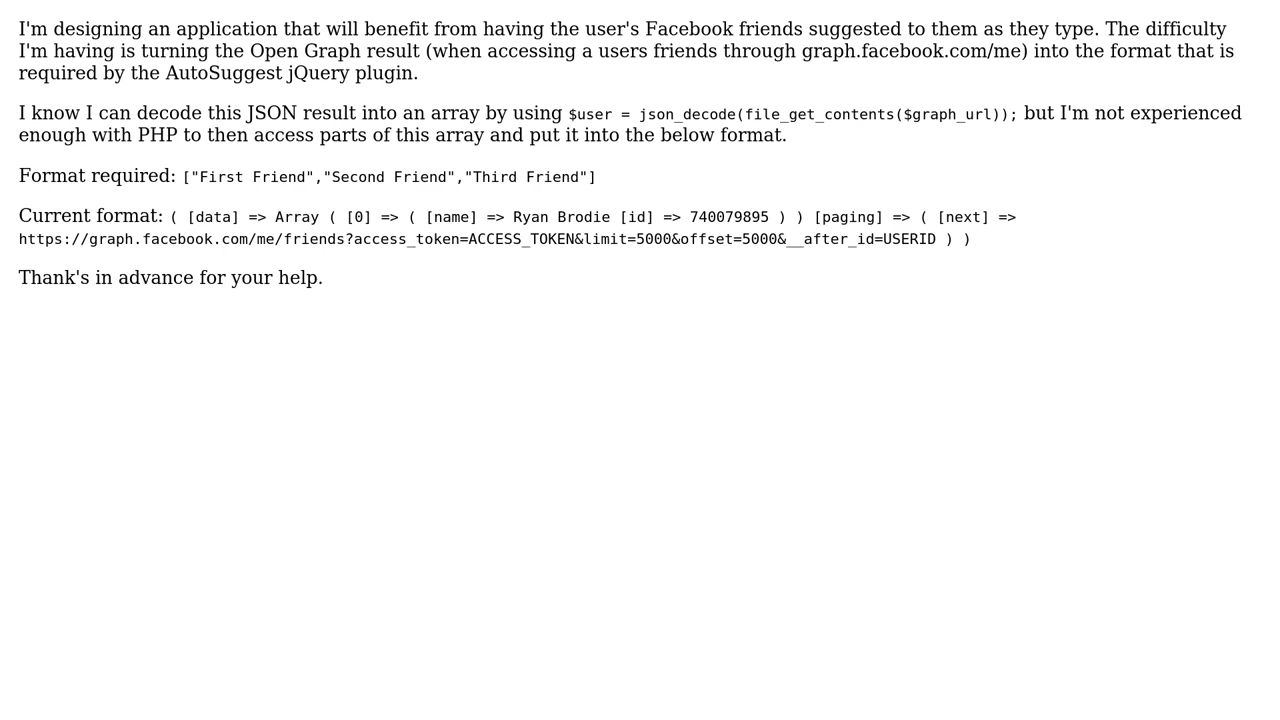 I'm designing an application that will benefit from having the user's Facebook friends suggested to them as they type. The difficulty
I'm having is turning the Open Graph result (when accessing a users friends through graph.facebook.com/me) into the format that is
required by the AutoSuggest jQuery plugin.
I know I can decode this JSON result into an array by using $user = json_decode(file_get_contents($graph_url)); but I'm not experienced
enough with PHP to then access parts of this array and put it into the below format.
Format required: ["First Friend","Second Friend","Third Friend"]
Current format: ( [data] => Array ( [0] => ( [name] => Ryan Brodie [id] => 740079895 ) ) [paging] => ( [next] =>
https://graph.facebook.com/me/friends?access_token=ACCESS_TOKEN&limit=5000&offset=5000&__after_id=USERID ) )
Thank's in advance for your help.